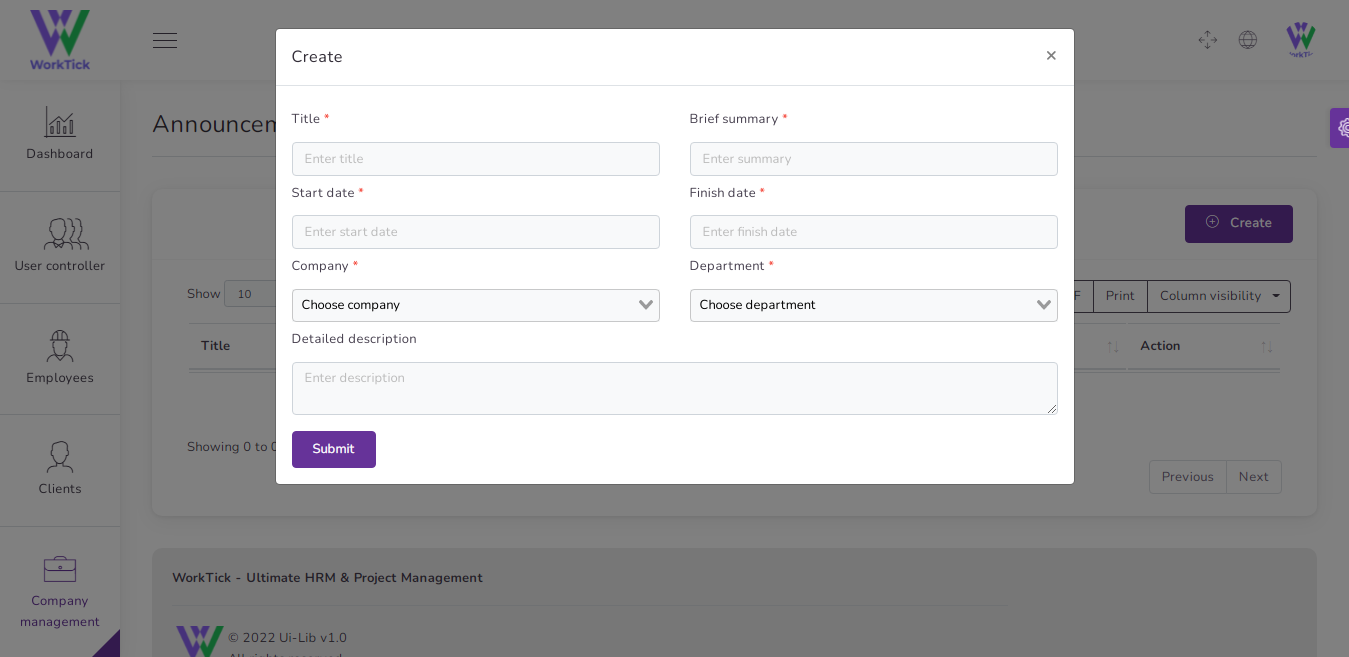 WorkTick
Create
×
Announcem
Title *
Brief summary *
Enter title
Enter summary
Start date *
Finish date *
Enter start date
Enter finish date
Company *
Department *
Choose company
Choose department
Detailed description
Enter description
Submit
Dashboard
User controller
Employees
Clients
Company
management
Create
Show 10
F
Print
Column visibility
Title
Action
Showing 0 to 0
Previous
Next
WorkTick - Ultimate HRM & Project Management
© 2022 Ui-Lib v1.0
All rights reserved